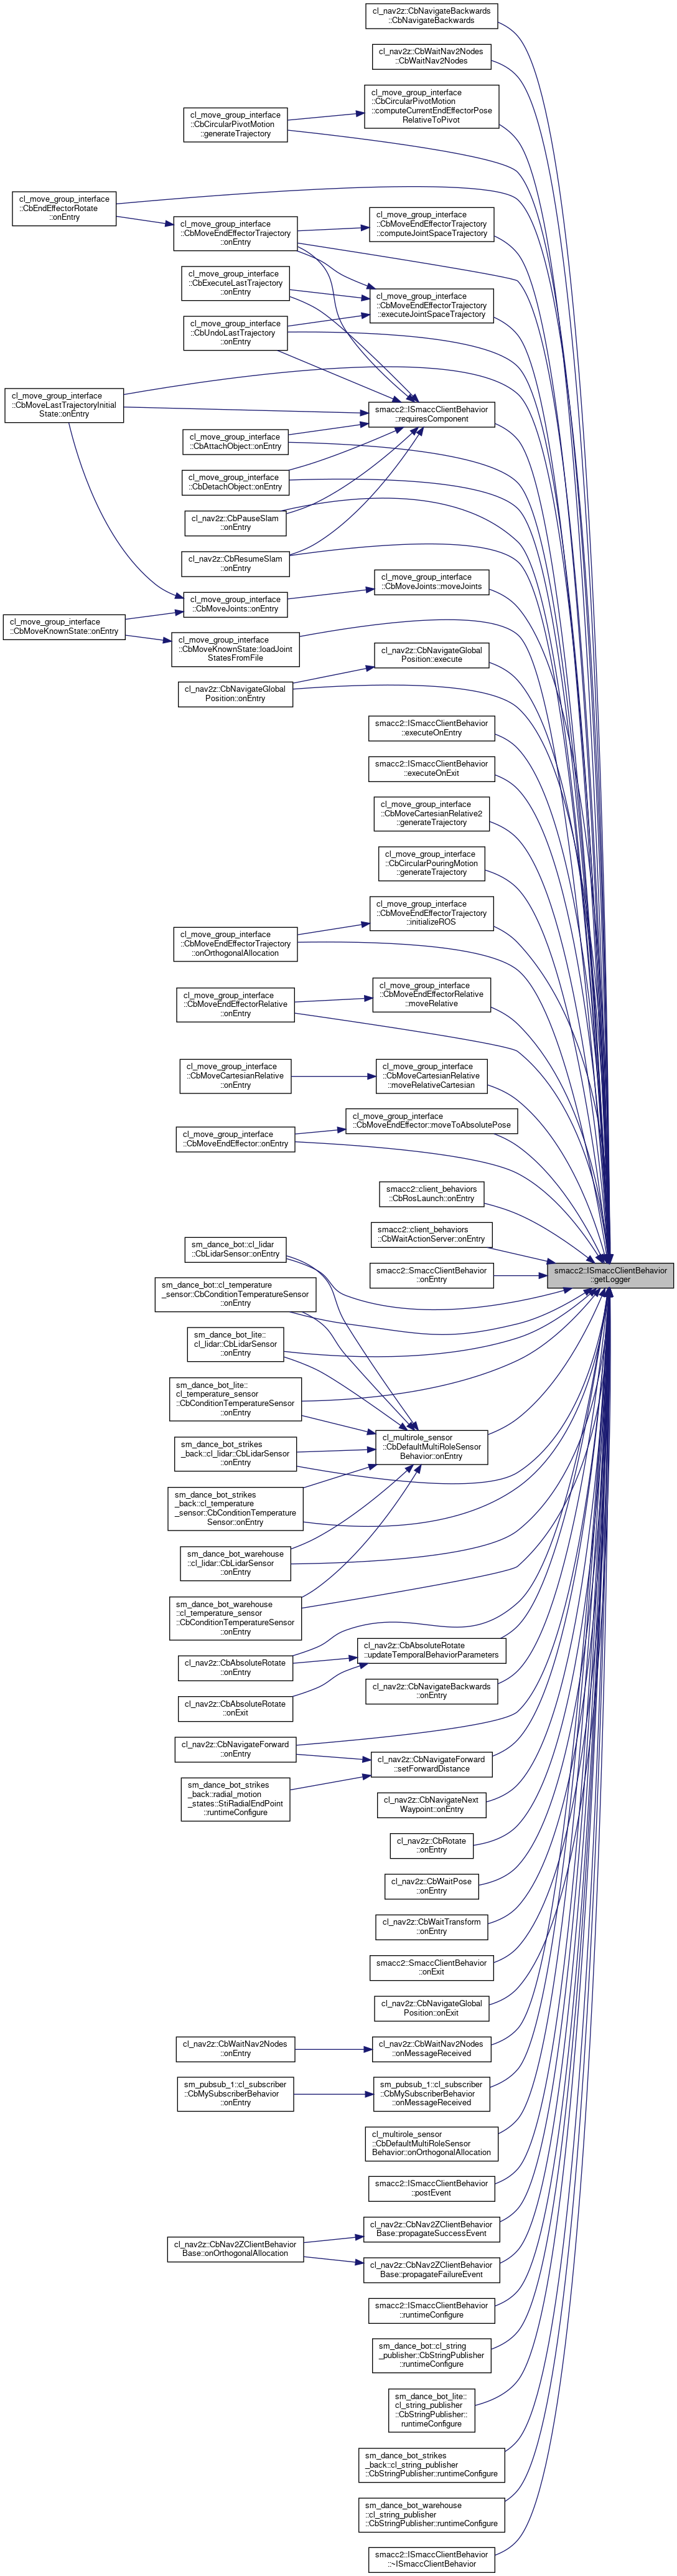 cl_nav2z::CbNavigateBackwards
::CbNavigateBackwards
cl_nav2z::CbWaitNav2Nodes
::CbWaitNav2Nodes
cl_move_group_interface
::CbCircularPivotMotion
::computeCurrentEndEffectorPose
RelativeToPivot
cl_move_group_interface
::CbCircularPivotMotion
::generateTrajectory
cl_move_group_interface
::CbEndEffectorRotate
::onEntry
cl_move_group_interface
::CbMoveEndEffectorTrajectory
::onEntry
cl_move_group_interface
::CbMoveEndEffectorTrajectory
::computeJointSpaceTrajectory
cl_move_group_interface
::CbExecuteLastTrajectory
::onEntry
cl_move_group_interface
::CbMoveEndEffectorTrajectory
::executeJointSpaceTrajectory
cl_move_group_interface
::CbUndoLastTrajectory
::onEntry
cl_move_group_interface
::CbMoveLastTrajectoryInitial
State::onEntry
smacc2::ISmaccClientBehavior
::requiresComponent
cl_move_group_interface
::CbAttachObject::onEntry
cl_move_group_interface
::CbDetachObject::onEntry
cl_nav2z::CbPauseSlam
::onEntry
cl_nav2z::CbResumeSlam
::onEntry
cl_move_group_interface
::CbMoveJoints::moveJoints
cl_move_group_interface
::CbMoveJoints::onEntry
cl_move_group_interface
::CbMoveKnownState::onEntry
cl_move_group_interface
::CbMoveKnownState::loadJoint
StatesFromFile
cl_nav2z::CbNavigateGlobal
Position::execute
cl_nav2z::CbNavigateGlobal
Position::onEntry
smacc2::ISmaccClientBehavior
::executeOnEntry
smacc2::ISmaccClientBehavior
::executeOnExit
cl_move_group_interface
::CbMoveCartesianRelative2
::generateTrajectory
cl_move_group_interface
::CbCircularPouringMotion
::generateTrajectory
cl_move_group_interface
::CbMoveEndEffectorTrajectory
::initializeROS
cl_move_group_interface
::CbMoveEndEffectorTrajectory
::onOrthogonalAllocation
cl_move_group_interface
::CbMoveEndEffectorRelative
::moveRelative
cl_move_group_interface
::CbMoveEndEffectorRelative
::onEntry
cl_move_group_interface
::CbMoveCartesianRelative
::moveRelativeCartesian
cl_move_group_interface
::CbMoveCartesianRelative
::onEntry
cl_move_group_interface
::CbMoveEndEffector::moveToAbsolutePose
cl_move_group_interface
::CbMoveEndEffector::onEntry
smacc2::client_behaviors
::CbRosLaunch::onEntry
smacc2::client_behaviors
::CbWaitActionServer::onEntry
sm_dance_bot::cl_lidar
::CbLidarSensor::onEntry
smacc2::SmaccClientBehavior
::onEntry
smacc2::ISmaccClientBehavior
::getLogger
sm_dance_bot::cl_temperature
_sensor::CbConditionTemperatureSensor
::onEntry
sm_dance_bot_lite::
cl_lidar::CbLidarSensor
::onEntry
sm_dance_bot_lite::
cl_temperature_sensor
::CbConditionTemperatureSensor
::onEntry
cl_multirole_sensor
::CbDefaultMultiRoleSensor
Behavior::onEntry
sm_dance_bot_strikes
_back::cl_lidar::CbLidarSensor
::onEntry
sm_dance_bot_strikes
_back::cl_temperature
_sensor::CbConditionTemperature
Sensor::onEntry
sm_dance_bot_warehouse
::cl_lidar::CbLidarSensor
::onEntry
sm_dance_bot_warehouse
::cl_temperature_sensor
::CbConditionTemperatureSensor
::onEntry
cl_nav2z::CbAbsoluteRotate
::updateTemporalBehaviorParameters
cl_nav2z::CbAbsoluteRotate
::onEntry
cl_nav2z::CbAbsoluteRotate
::onExit
cl_nav2z::CbNavigateBackwards
::onEntry
cl_nav2z::CbNavigateForward
::onEntry
cl_nav2z::CbNavigateForward
::setForwardDistance
sm_dance_bot_strikes
_back::radial_motion
_states::StiRadialEndPoint
::runtimeConfigure
cl_nav2z::CbNavigateNext
Waypoint::onEntry
cl_nav2z::CbRotate
::onEntry
cl_nav2z::CbWaitPose
::onEntry
cl_nav2z::CbWaitTransform
::onEntry
smacc2::SmaccClientBehavior
::onExit
cl_nav2z::CbNavigateGlobal
Position::onExit
cl_nav2z::CbWaitNav2Nodes
::onEntry
cl_nav2z::CbWaitNav2Nodes
::onMessageReceived
sm_pubsub_1::cl_subscriber
::CbMySubscriberBehavior
::onEntry
sm_pubsub_1::cl_subscriber
::CbMySubscriberBehavior
::onMessageReceived
cl_multirole_sensor
::CbDefaultMultiRoleSensor
Behavior::onOrthogonalAllocation
smacc2::ISmaccClientBehavior
::postEvent
cl_nav2z::CbNav2ZClientBehavior
Base::propagateSuccessEvent
cl_nav2z::CbNav2ZClientBehavior
Base::onOrthogonalAllocation
cl_nav2z::CbNav2ZClientBehavior
Base::propagateFailureEvent
smacc2::ISmaccClientBehavior
::runtimeConfigure
sm_dance_bot::cl_string
_publisher::CbStringPublisher
::runtimeConfigure
sm_dance_bot_lite::
cl_string_publisher
::CbStringPublisher::
runtimeConfigure
sm_dance_bot_strikes
_back::cl_string_publisher
::CbStringPublisher::runtimeConfigure
sm_dance_bot_warehouse
::cl_string_publisher
::CbStringPublisher::runtimeConfigure
smacc2::ISmaccClientBehavior
::~ISmaccClientBehavior